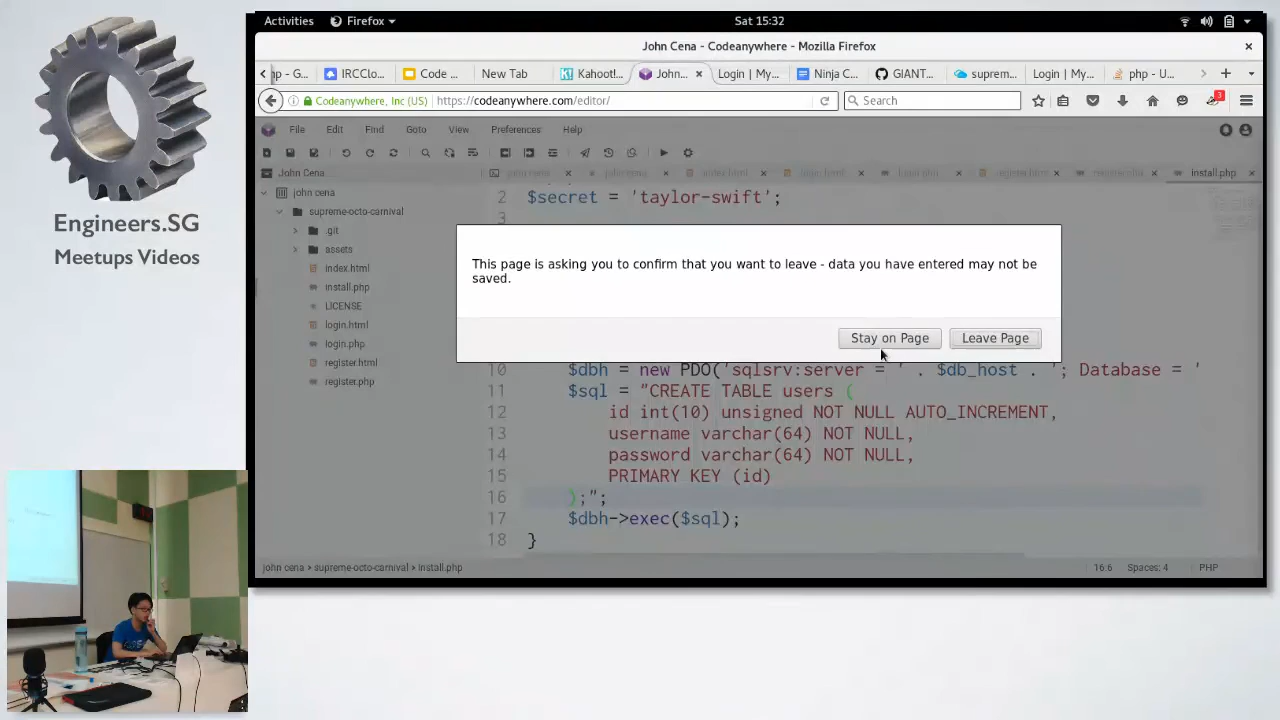 Engineers.SG
Meetups Videos
Activities
Firefox
Sat 15:32
John Cena - Codeanywhere - Mozilla Firefox
hp - G...
IRCClo...
Code ...
New Tab
Kahoot!
John...
Login | My...
Ninja C...
GIANT...
suprem...
Login | My...
php - U...
Codeanywhere, Inc (US)
https://codeanywhere.com/editor/
Search
3
File Edit Find Goto View Preferences Help
John Cena
john cena
supreme-octo-carnival
.git
assets
index.html
install.php
LICENSE
login.html
login.php
register.html
register.php
install.php
2 $secret = 'taylor-swift';
3
This page is asking you to confirm that you want to leave - data you have entered may not be
saved.
Stay on Page
Leave Page
10 $dbh = new PDO('sqlsrv:server = ' . $db_host . '; Database = '
11 $sql = "CREATE TABLE users (
12 id int(10) unsigned NOT NULL AUTO_INCREMENT,
13 username varchar(64) NOT NULL,
14 password varchar(64) NOT NULL,
15 PRIMARY KEY (id)
16 );";
17 $dbh->exec($sql);
18 }
john cena › supreme-octo-carnival › install.php
16:6
Spaces: 4
PHP